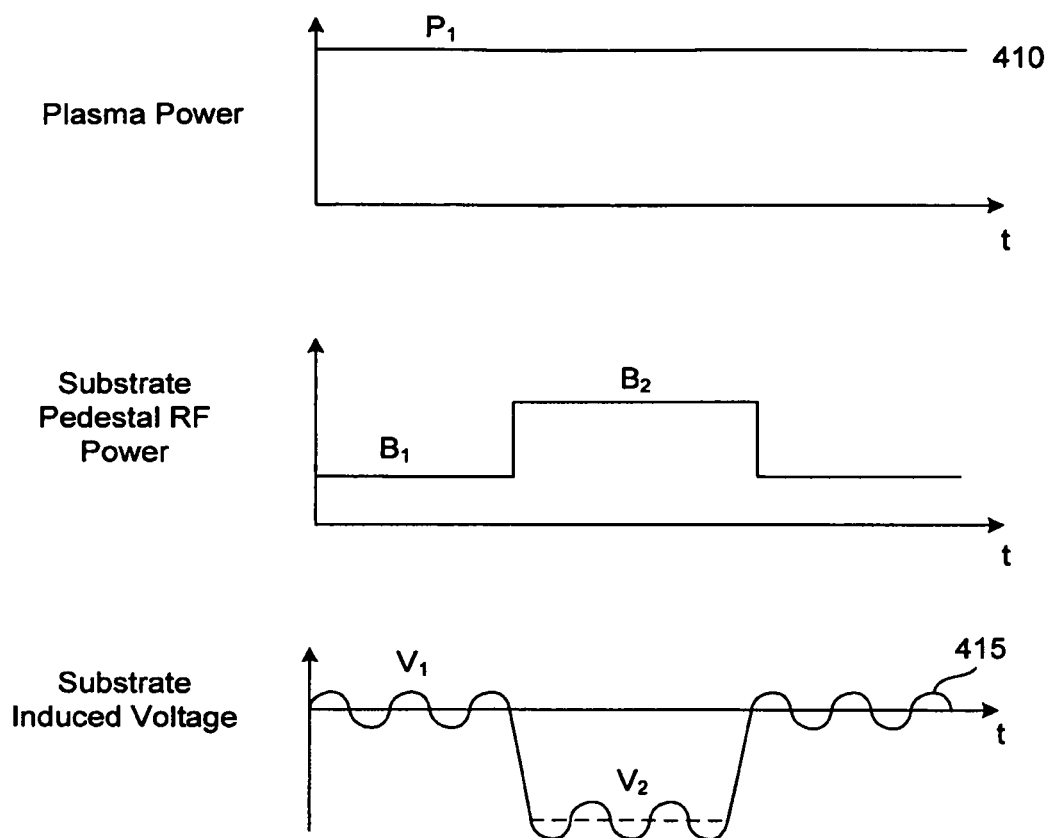 P₁
410
Plasma Power
t
Substrate
Pedestal RF
Power
B₁
B₂
t
Substrate
Induced Voltage
V₁
415
t
V₂